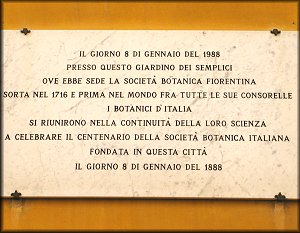 IL GIORNO 8 DI GENNAIO DEL 1988
PRESSO QUESTO GIARDINO DEI SEMPLICI
OVE EBBE SEDE LA SOCIETÀ BOTANICA FIORENTINA
SORTA NEL 1716 E PRIMA NEL MONDO FRA TUTTE LE SUE CONSORELLE
I BOTANICI D'ITALIA
SI RIUNIRONO NELLA CONTINUITÀ DELLA LORO SCIENZA
A CELEBRARE IL CENTENARIO DELLA SOCIETÀ BOTANICA ITALIANA
FONDATA IN QUESTA CITTÀ
IL GIORNO 8 DI GENNAIO DEL 1888